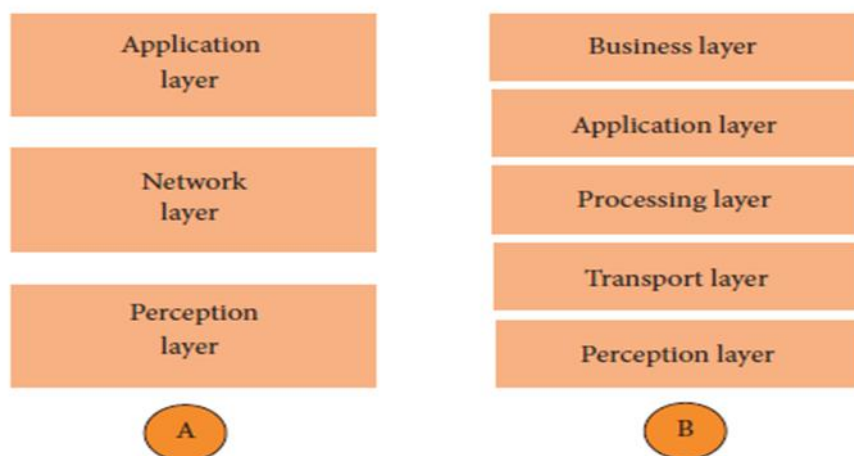 Application
layer
Network
layer
Perception
layer
A
Business layer
Application layer
Processing layer
Transport layer
Perception layer
B